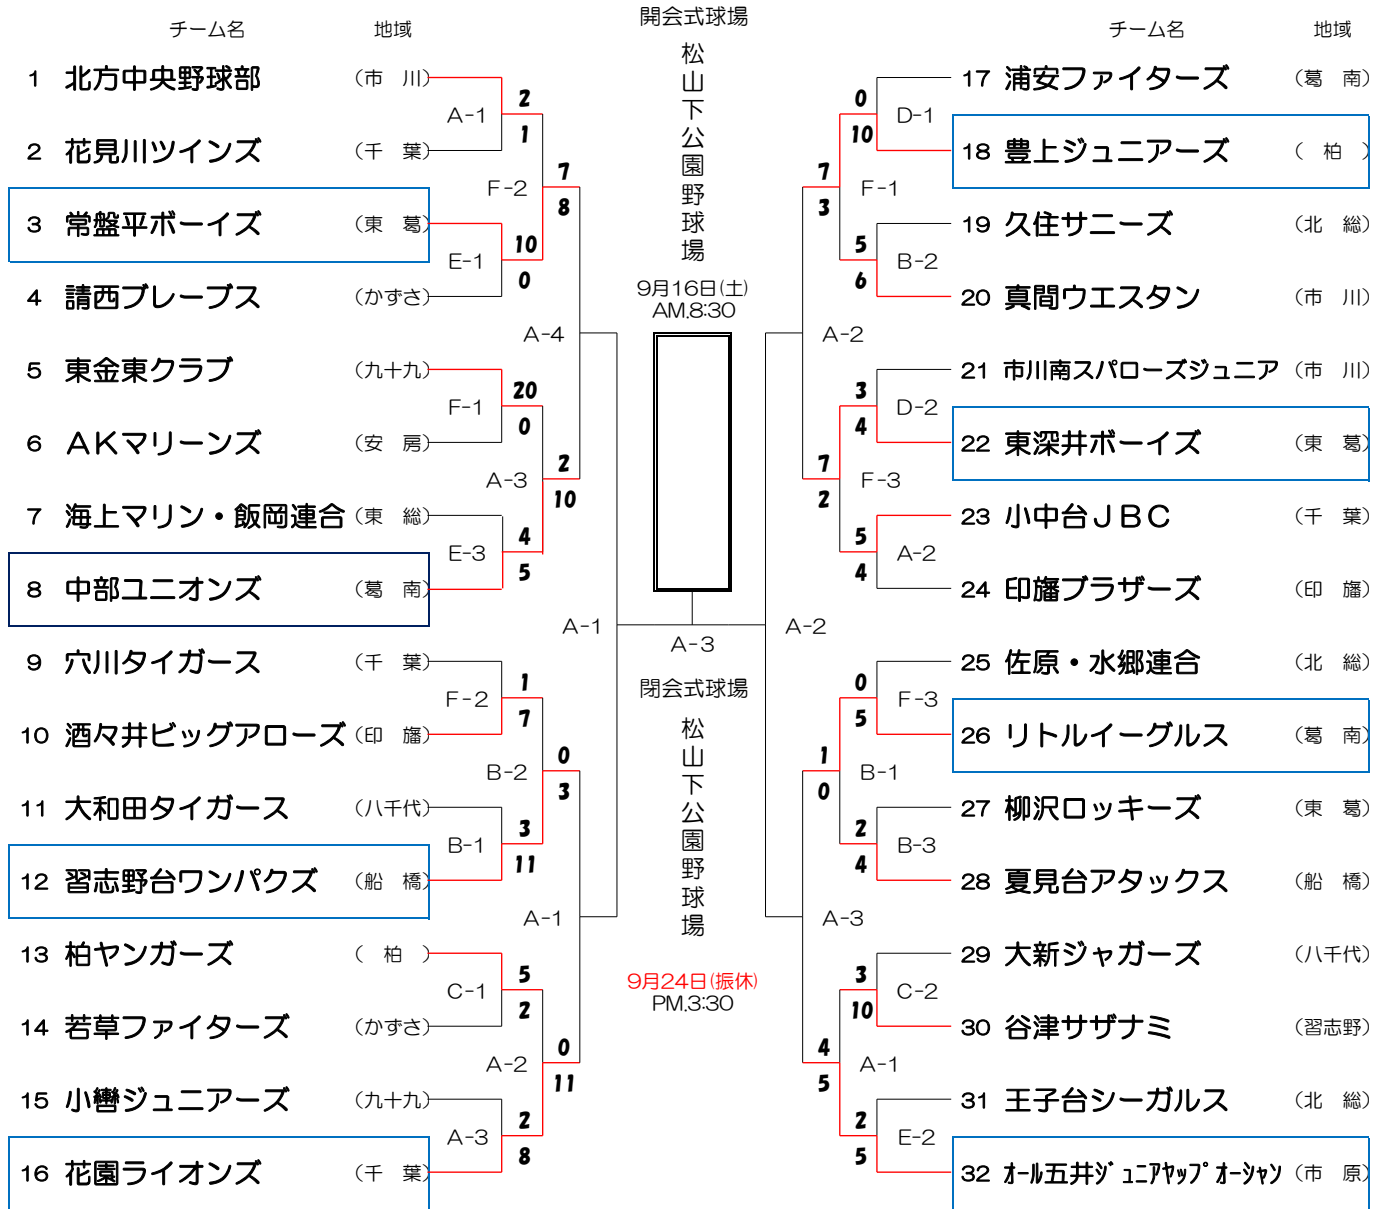 チーム名 地域
1 北方中央野球部 （市 川）
2 花見川ツインズ （千 葉）
3 常盤平ボーイズ （東 葛）
4 請西ブレーブス （かずさ）
5 東金東クラブ （九十九）
6 ＡＫマリーンズ （安 房）
7 海上マリン・飯岡連合 （東 総）
8 中部ユニオンズ （葛 南）
9 穴川タイガース （千 葉）
10 酒々井ビッグアローズ （印 旛）
11 大和田タイガース （八千代）
12 習志野台ワンパクズ （船 橋）
13 柏ヤンガーズ （ 柏 ）
14 若草ファイターズ （かずさ）
15 小轡ジュニアーズ （九十九）
16 花園ライオンズ （千 葉）
A-1
2
1
E-1
10
0
F-1
20
0
E-3
4
5
F-2
1
7
B-1
3
11
C-1
5
2
A-3
2
8
F-2
7
8
A-3
2
10
B-2
0
3
A-2
0
11
A-4
A-1
A-1
開会式球場
松山下公園野球場
9月16日(土)
AM.8:30
A-3
閉会式球場
松山下公園野球場
9月24日(振休)
PM.3:30
A-2
A-2
A-3
7
3
F-1
7
2
F-3
1
0
B-1
4
5
A-1
0
10
D-1
5
6
B-2
3
4
D-2
5
4
A-2
0
5
F-3
2
4
B-3
3
10
C-2
2
5
E-2
チーム名 地域
17 浦安ファイターズ （葛 南）
18 豊上ジュニアーズ （ 柏 ）
19 久住サニーズ （北 総）
20 真間ウエスタン （市 川）
21 市川南スパローズジュニア （市 川）
22 東深井ボーイズ （東 葛）
23 小中台ＪＢＣ （千 葉）
24 印旛ブラザーズ （印 旛）
25 佐原・水郷連合 （北 総）
26 リトルイーグルス （葛 南）
27 柳沢ロッキーズ （東 葛）
28 夏見台アタックス （船 橋）
29 大新ジャガーズ （八千代）
30 谷津サザナミ （習志野）
31 王子台シーガルス （北 総）
32 ｵｰﾙ五井ｼﾞｭﾆｱﾔｯﾌﾟｵｰｼｬﾝ （市 原）